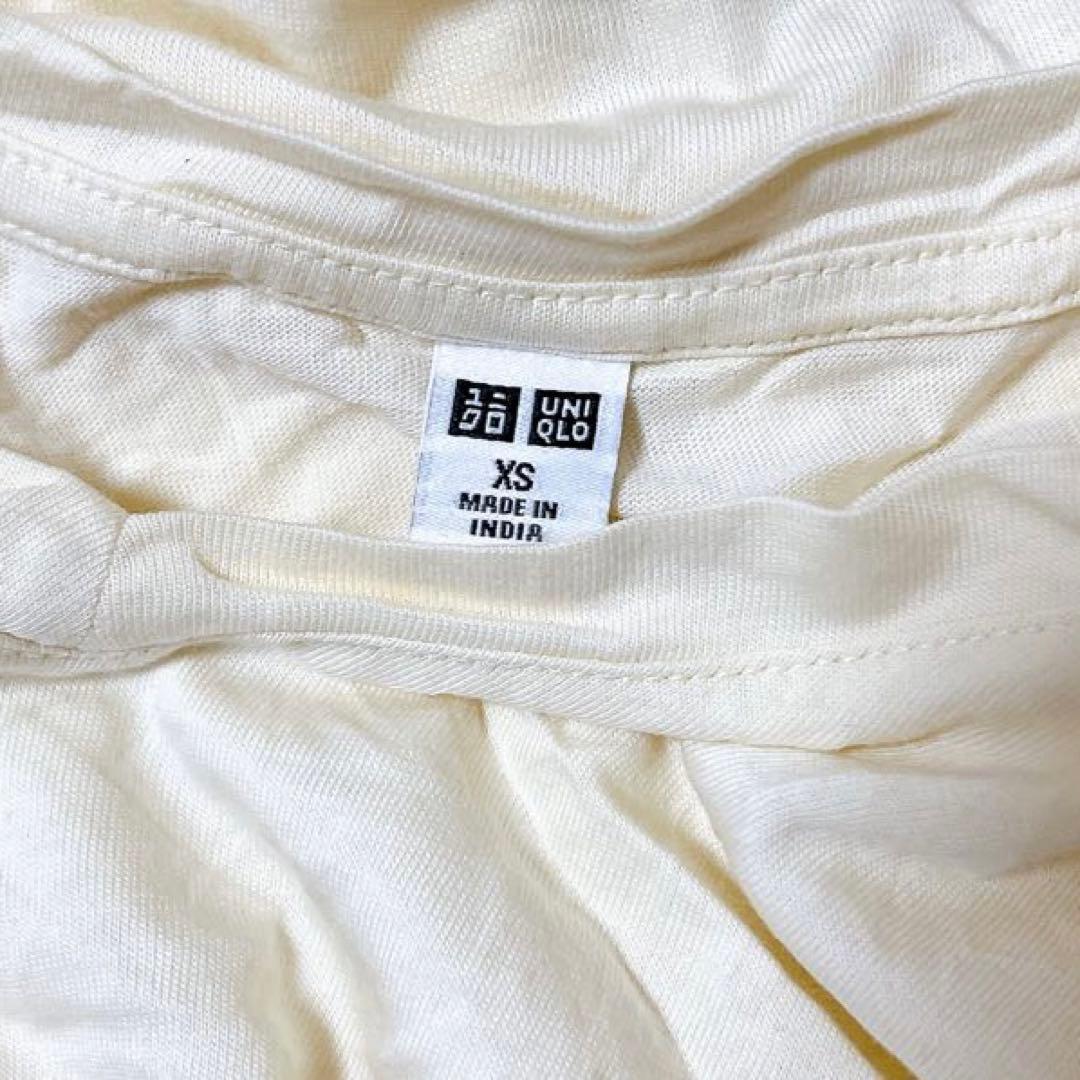 ユニ
クロ
UNI
QLO
XS
MADE IN
INDIA